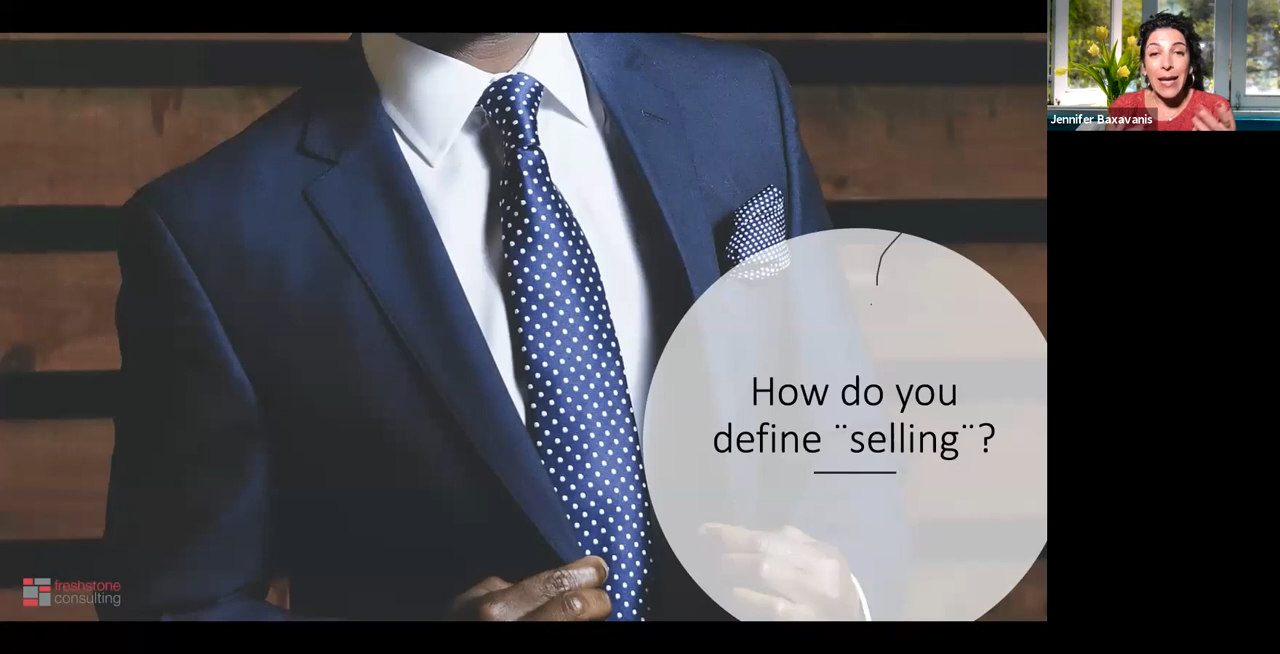 Jennifer Baxavanis
How do you
define ¨selling¨?
freshstone
consulting